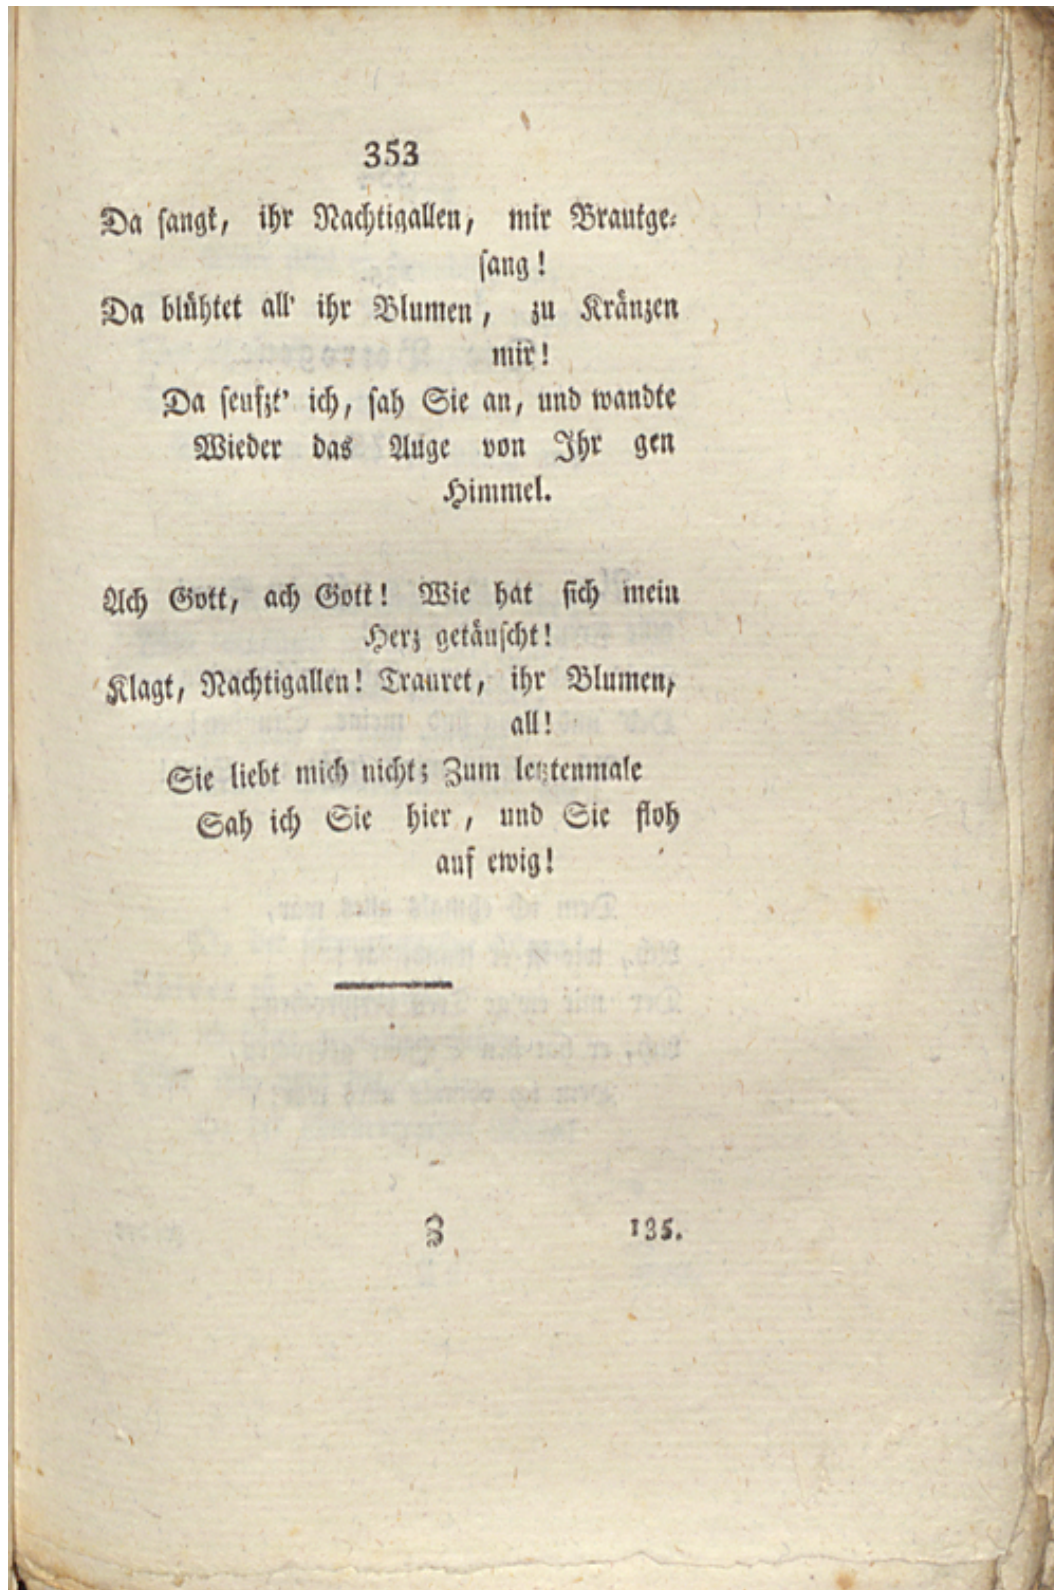 353
Da sangt, ihr Nachtigallen, mir Brautge-
sang!
Da blühtet all' ihr Blumen, zu Kränzen
mir!
Da seufzt' ich, sah Sie an, und wandte
Wieder das Auge von Ihr gen
Himmel.
Ach Gott, ach Gott! Wie hat sich mein
Herz getäuscht!
Klagt, Nachtigallen! Trauret, ihr Blumen,
all!
Sie liebt mich nicht; Zum letztenmale
Sah ich Sie hier, und Sie floh
auf ewig!
Z 135.